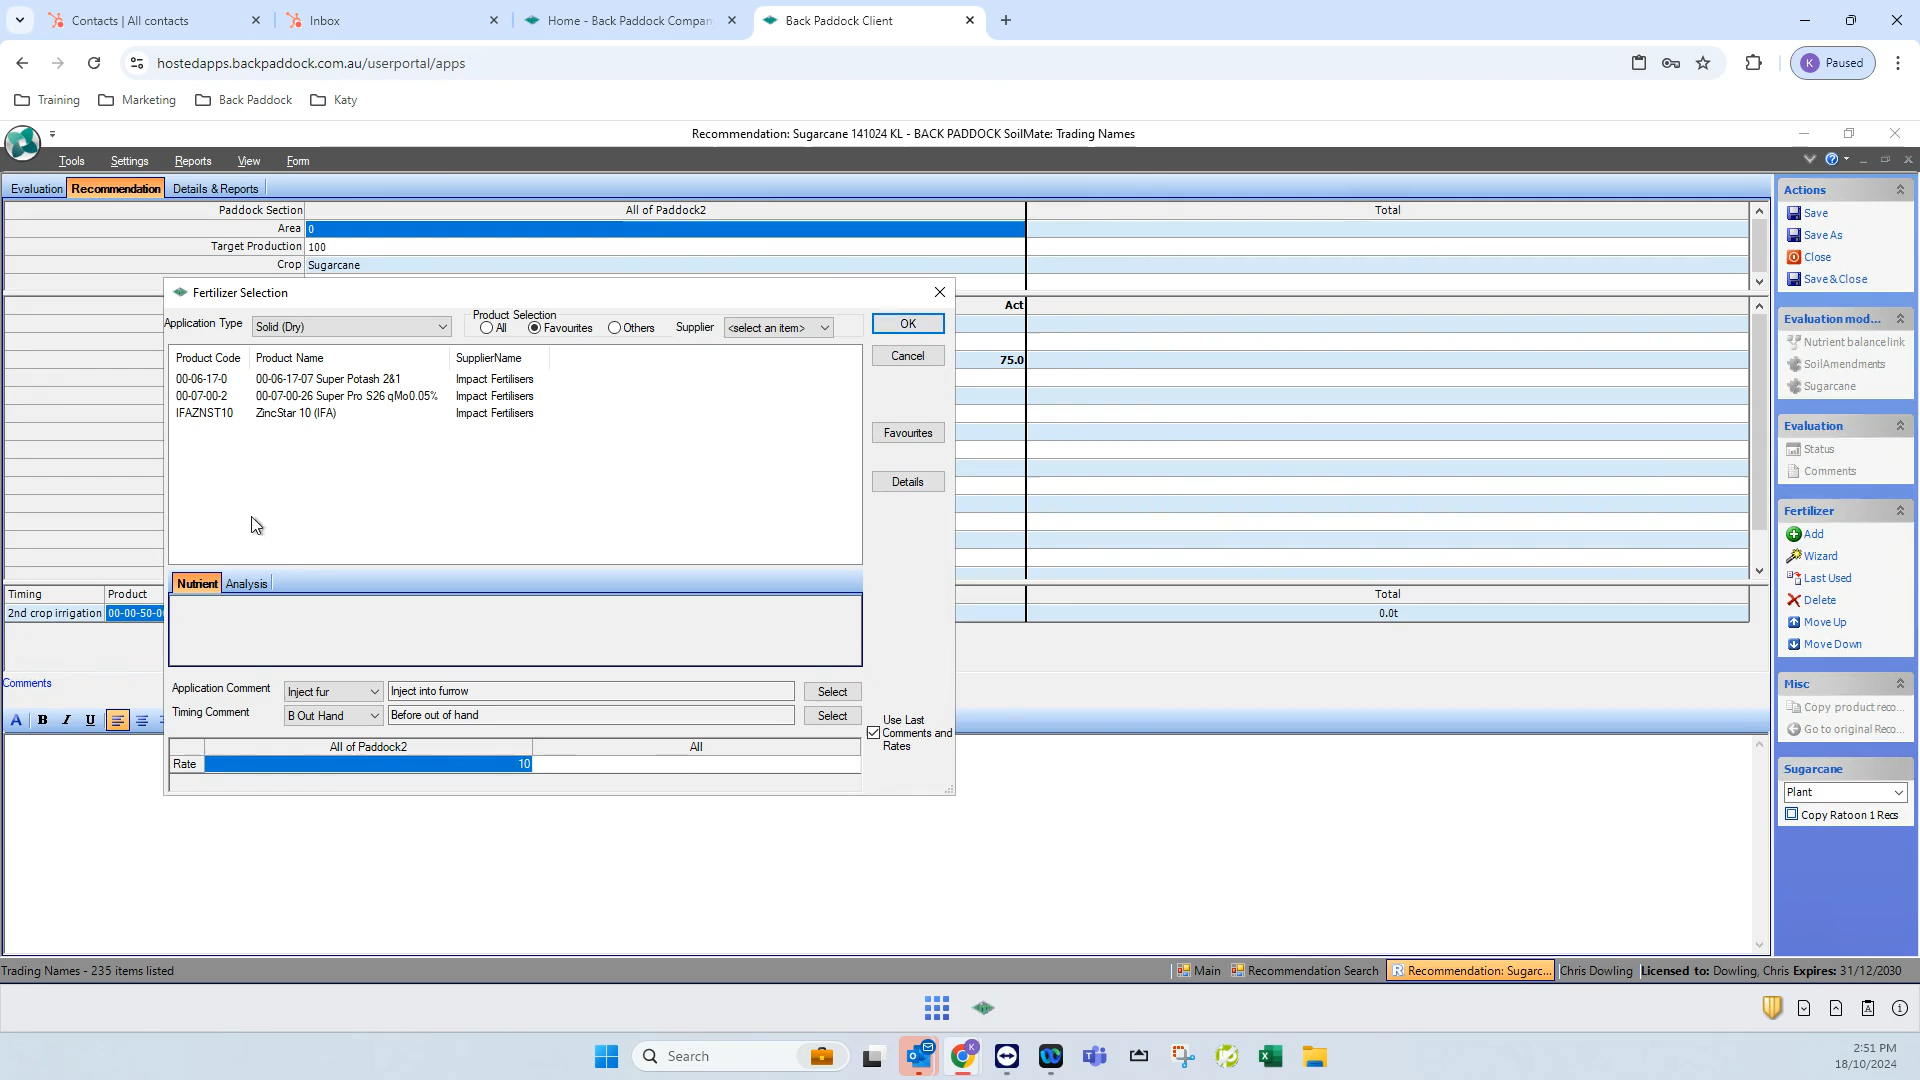 Contacts | All contacts
Inbox
Home - Back Paddock Compan
Back Paddock Client
hostedapps.backpaddock.com.au/userportal/apps
K Paused
Training
Marketing
Back Paddock
Katy
Recommendation: Sugarcane 141024 KL - BACK PADDOCK SoilMate: Trading Names
Tools Settings Reports View Form
Evaluation Recommendation Details & Reports
Paddock Section All of Paddock2 Total
Area 0
Target Production 100
Crop Sugarcane
Act
75.0
Fertilizer Selection
Application Type Solid (Dry)
Product Selection
All Favourites Others
Supplier <select an item>
OK
Product Code Product Name SupplierName
00-06-17-0 00-06-17-07 Super Potash 2&1 Impact Fertilisers
00-07-00-2 00-07-00-26 Super Pro S26 qMo0.05% Impact Fertilisers
IFAZNST10 ZincStar 10 (IFA) Impact Fertilisers
Cancel
Favourites
Details
Nutrient Analysis
Application Comment Inject fur Inject into furrow Select
Timing Comment B Out Hand Before out of hand Select
Use Last
Comments and
Rates
All of Paddock2 All
Rate 10
Timing Product Total
2nd crop irrigation 00-00-50-0 0.0t
Comments
A B I U
Actions
Save
Save As
Close
Save&Close
Evaluation mod...
Nutrient balance link
SoilAmendments
Sugarcane
Evaluation
Status
Comments
Fertilizer
Add
Wizard
Last Used
Delete
Move Up
Move Down
Misc
Copy product reco...
Go to original Reco...
Sugarcane
Plant
Copy Ratoon 1 Recs
Trading Names - 235 items listed
Main Recommendation Search Recommendation: Sugarc... Chris Dowling Licensed to: Dowling, Chris Expires: 31/12/2030
Search
2:51 PM
18/10/2024